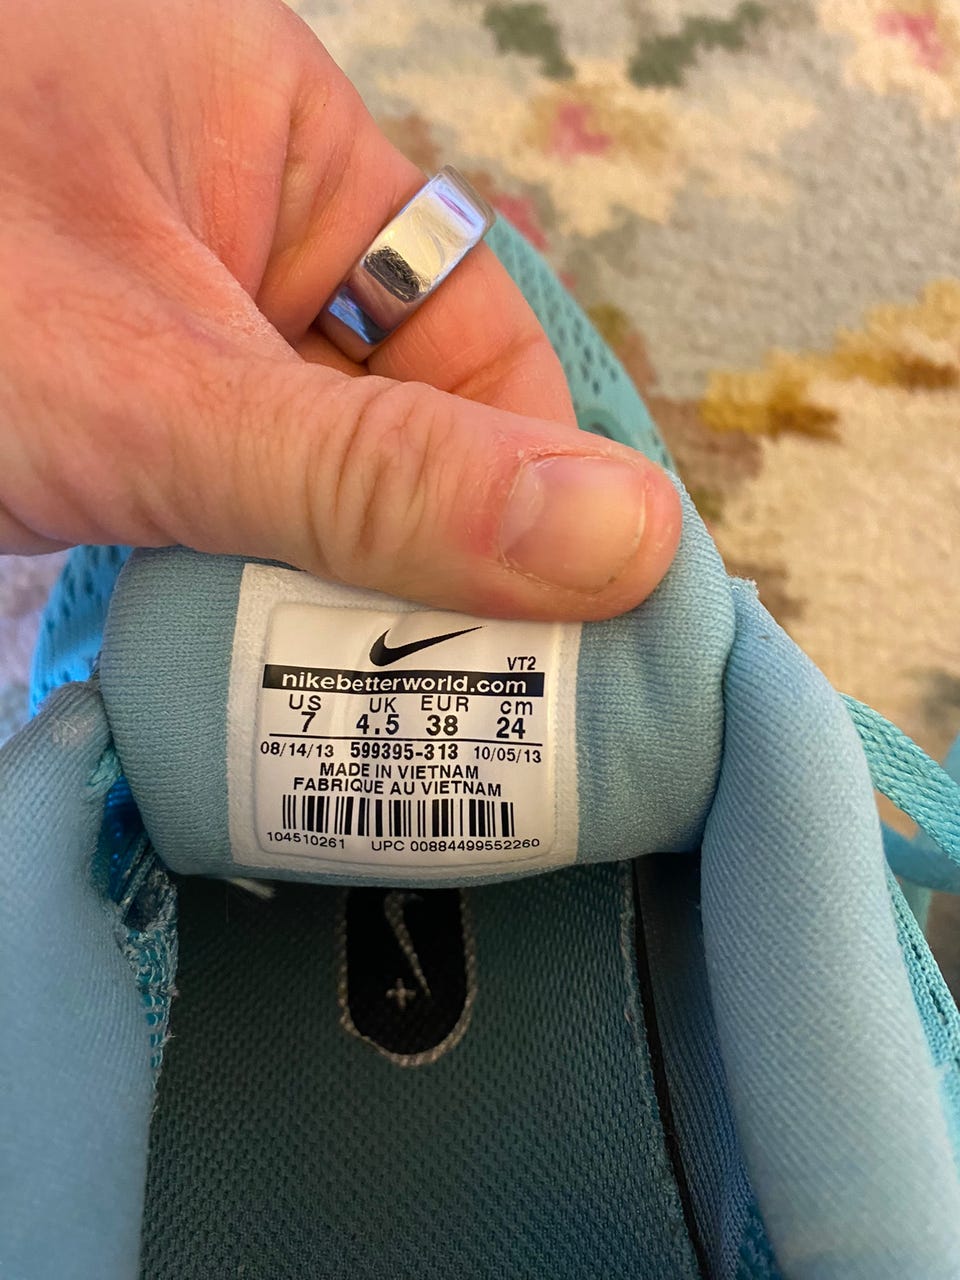 VT2
nikebetterworld.com
US UK EUR cm
7 4.5 38 24
08/14/13 599395-313 10/05/13
MADE IN VIETNAM
FABRIQUE AU VIETNAM
104510261 UPC 00884499552260